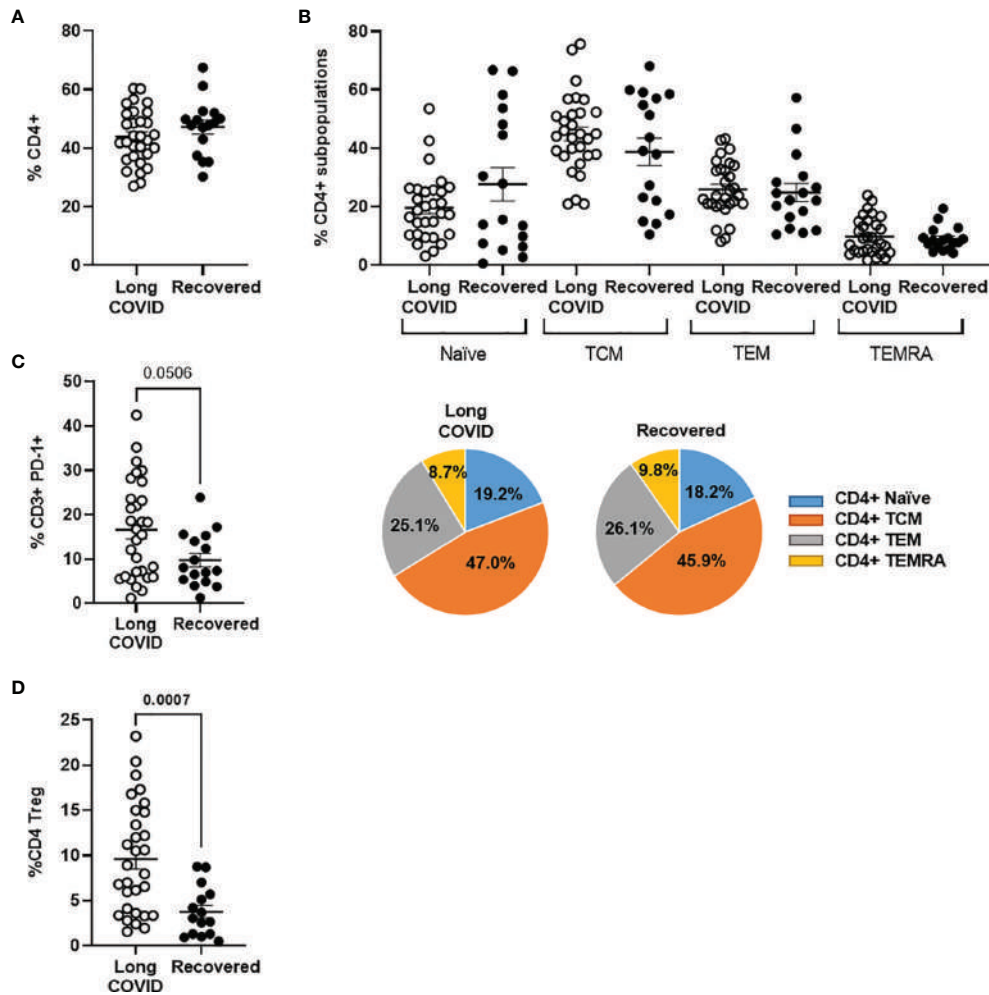 A
% CD4+
80
60
40
20
0
Long
COVID
Recovered
B
% CD4+ subpopulations
80
60
40
20
0
Long
COVID
Recovered
Long
COVID
Recovered
Long
COVID
Recovered
Long
COVID
Recovered
Naïve
TCM
TEM
TEMRA
Long
COVID
8.7%
19.2%
25.1%
47.0%
Recovered
9.8%
18.2%
26.1%
45.9%
CD4+ Naïve
CD4+ TCM
CD4+ TEM
CD4+ TEMRA
C
0.0506
% CD3+ PD-1+
50
40
30
20
10
0
Long
COVID
Recovered
D
0.0007
%CD4 Treg
25
20
15
10
5
0
Long
COVID
Recovered